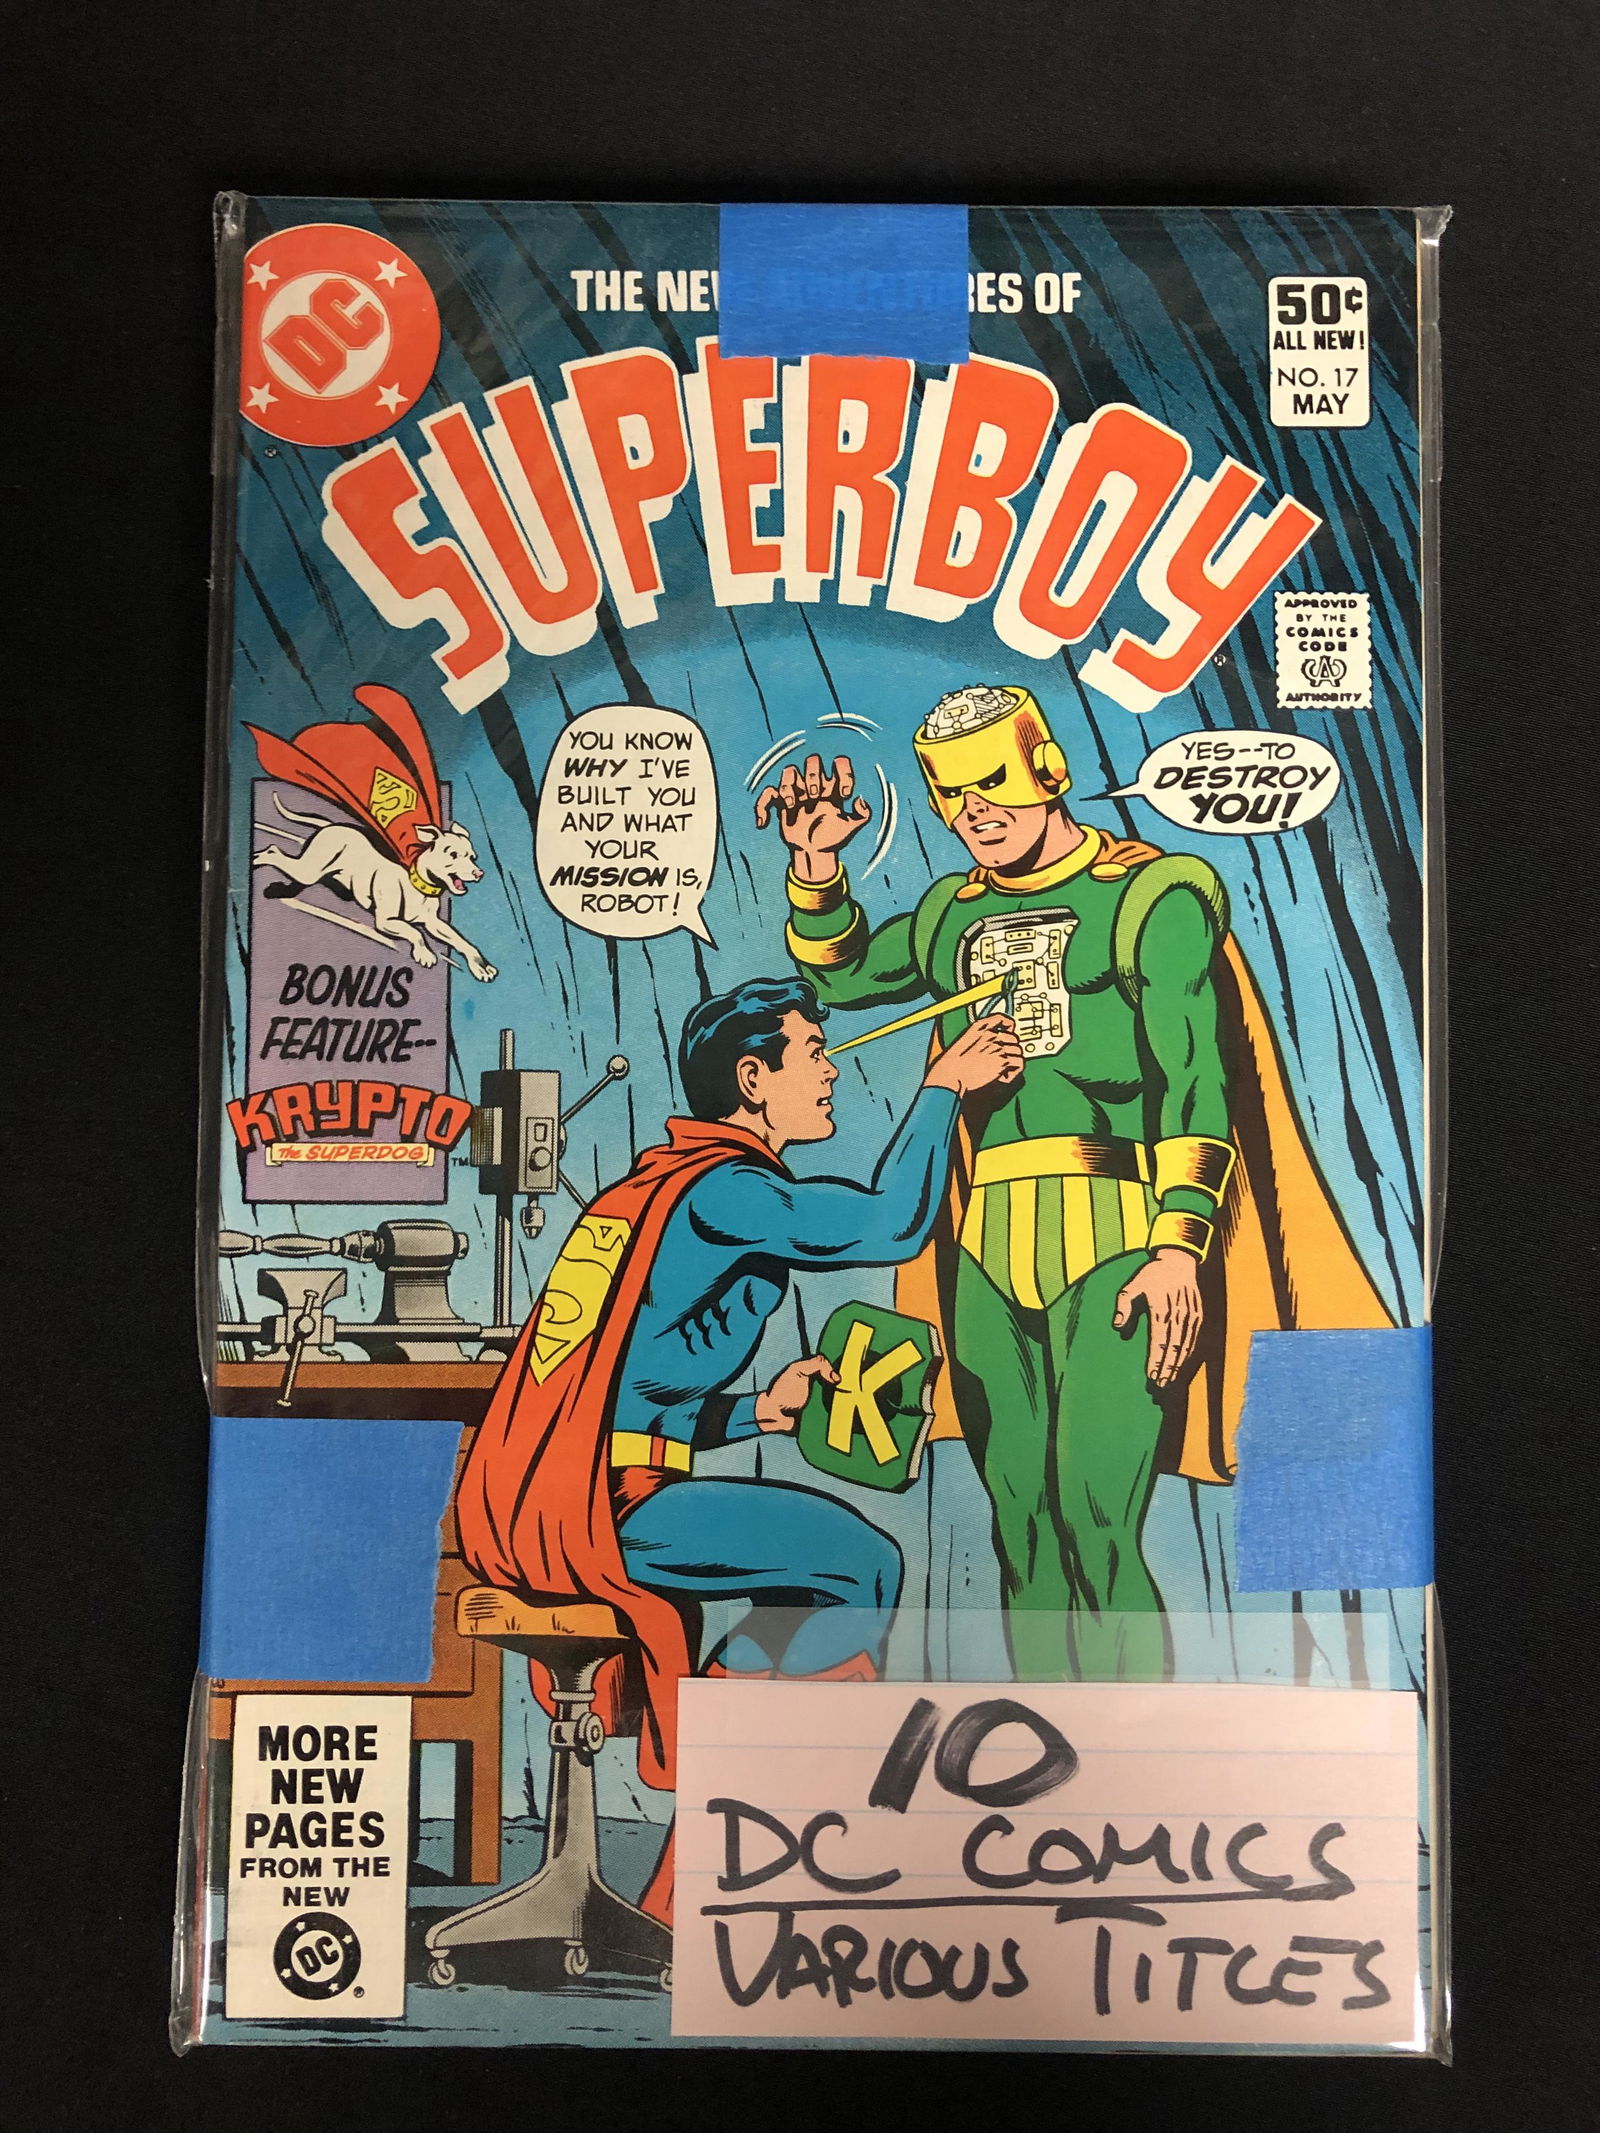 DC
THE NEW
RES OF
50¢
ALL NEW!
NO. 17
MAY
SUPERBOY
APPROVED
BY THE
COMICS
CODE
CA
AUTHORITY
YOU KNOW
WHY I'VE
BUILT YOU
AND WHAT
YOUR
MISSION IS,
ROBOT!
YES--TO
DESTROY
YOU!
BONUS
FEATURE--
KRYPTO
The SUPERDOG
TM
K
MORE
NEW
PAGES
FROM THE
NEW
DC
10
DC COMICS
VARIOUS TITLES